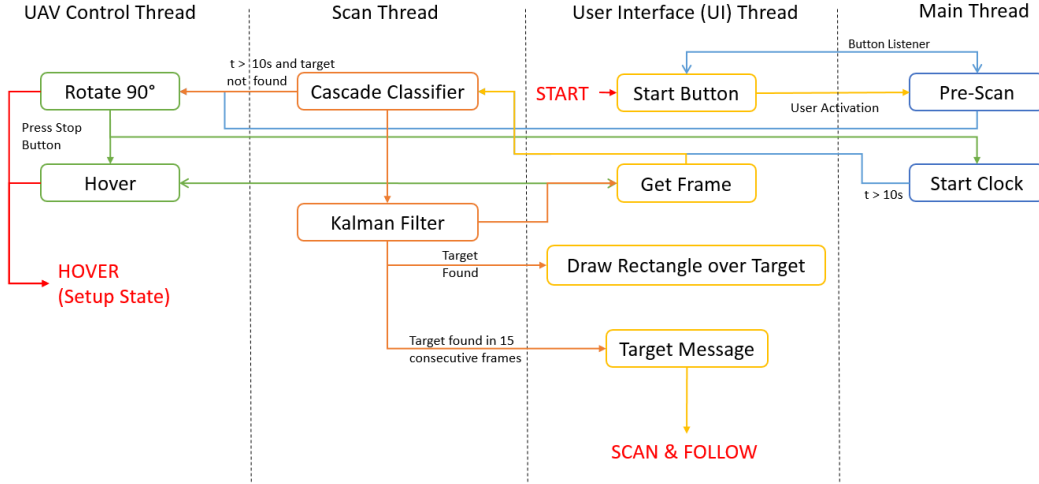 UAV Control Thread
Scan Thread
User Interface (UI) Thread
Main Thread
Button Listener
t > 10s and target
not found
Rotate 90°
Cascade Classifier
START
Start Button
User Activation
Pre-Scan
Press Stop
Button
Hover
Get Frame
t > 10s
Start Clock
Kalman Filter
Target
Found
Draw Rectangle over Target
HOVER
(Setup State)
Target found in 15
consecutive frames
Target Message
SCAN & FOLLOW